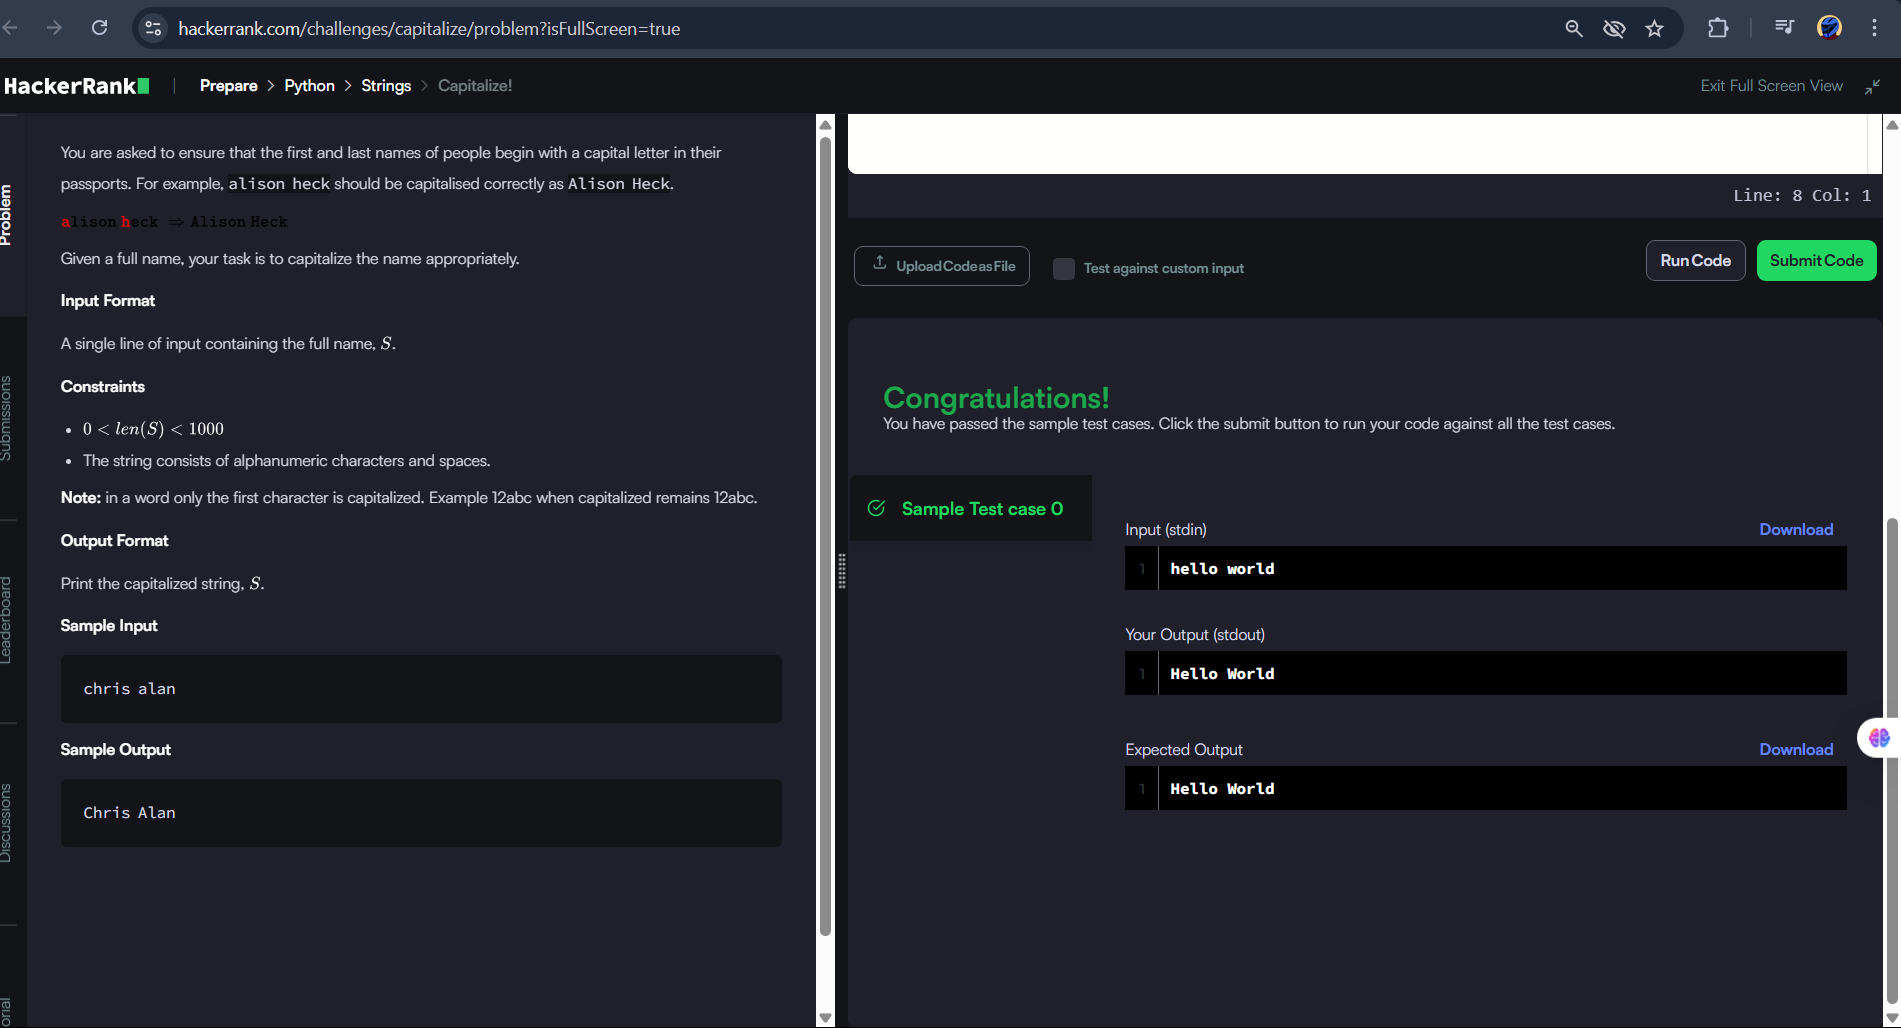 hackerrank.com/challenges/capitalize/problem?isFullScreen=true
HackerRank
Prepare > Python > Strings > Capitalize!
Exit Full Screen View
Problem
Submissions
Leaderboard
Discussions
orial
You are asked to ensure that the first and last names of people begin with a capital letter in their
passports. For example, alison heck should be capitalised correctly as Alison Heck.
alison heck ⇒ Alison Heck
Given a full name, your task is to capitalize the name appropriately.
Input Format
A single line of input containing the full name, S.
Constraints
• 0 < len(S) < 1000
• The string consists of alphanumeric characters and spaces.
Note: in a word only the first character is capitalized. Example 12abc when capitalized remains 12abc.
Output Format
Print the capitalized string, S.
Sample Input
chris alan
Sample Output
Chris Alan
Line: 8 Col: 1
Upload Code as File
Test against custom input
Run Code
Submit Code
Congratulations!
You have passed the sample test cases. Click the submit button to run your code against all the test cases.
Sample Test case 0
Input (stdin)
Download
1 hello world
Your Output (stdout)
1 Hello World
Expected Output
Download
1 Hello World